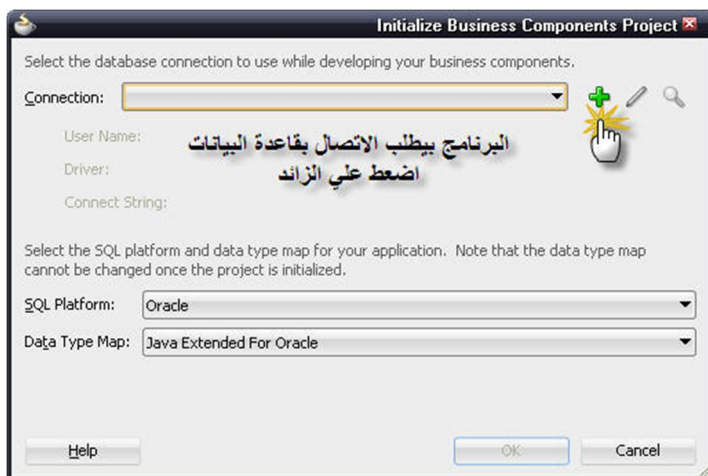 Initialize Business Components Project
Select the database connection to use while developing your business components.
Connection:
User Name:
Driver:
Connect String:
البرنامج بيطلب الاتصال بقاعدة البيانات
اضعط علي الزائد
Select the SQL platform and data type map for your application. Note that the data type map
cannot be changed once the project is initialized.
SQL Platform: Oracle
Data Type Map: Java Extended For Oracle
Help OK Cancel